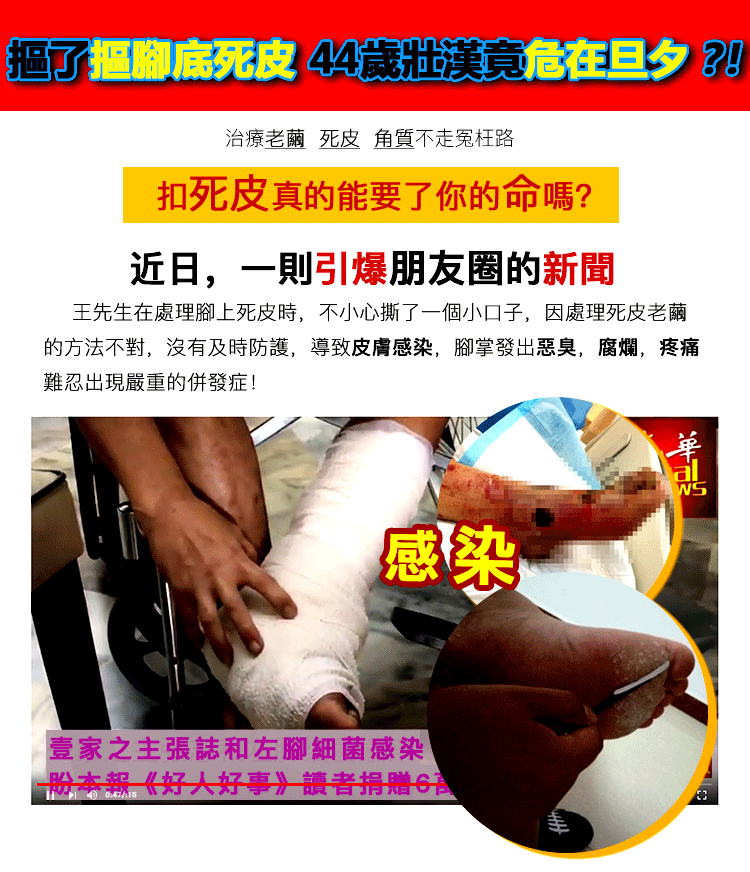 摳了摳腳底死皮 44歲壯漢竟危在旦夕 ?!
治療老繭 死皮 角質不走冤枉路
扣死皮真的能要了你的命嗎?
近日，一則引爆朋友圈的新聞
王先生在處理腳上死皮時，不小心撕了一個小口子，因處理死皮老繭
的方法不對，沒有及時防護，導致皮膚感染，腳掌發出惡臭，腐爛，疼痛
難忍出現嚴重的併發症！
華
al
WS
感染
壹家之主張誌和左腳細菌感染
盼本報《好人好事》讀者捐贈6萬
0:47/